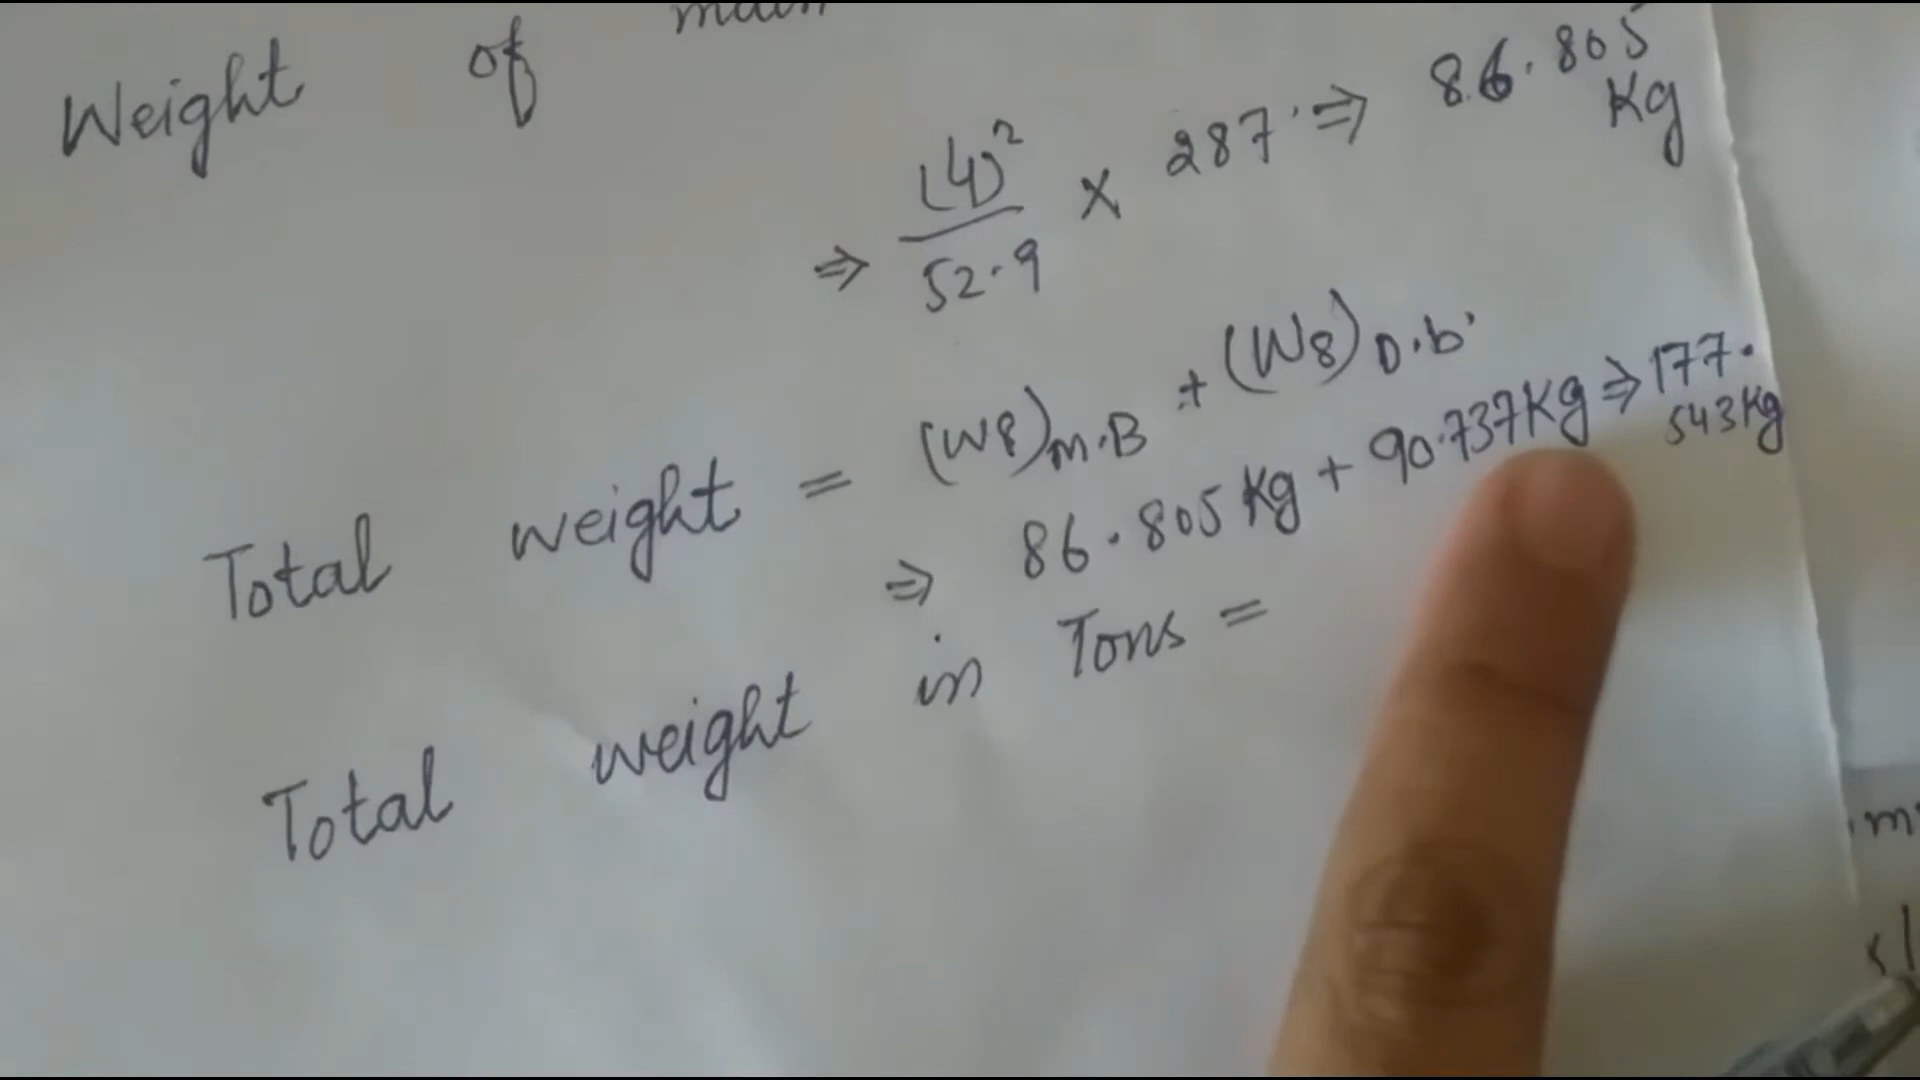 Weight of main
⇒ (4)²/52.9 × 287 ⇒ 86.805 Kg
Total weight = (W8)m.B + (W8)D.b
⇒ 86.805 Kg + 90.737Kg ⇒ 177.543Kg
Total weight in Tons =